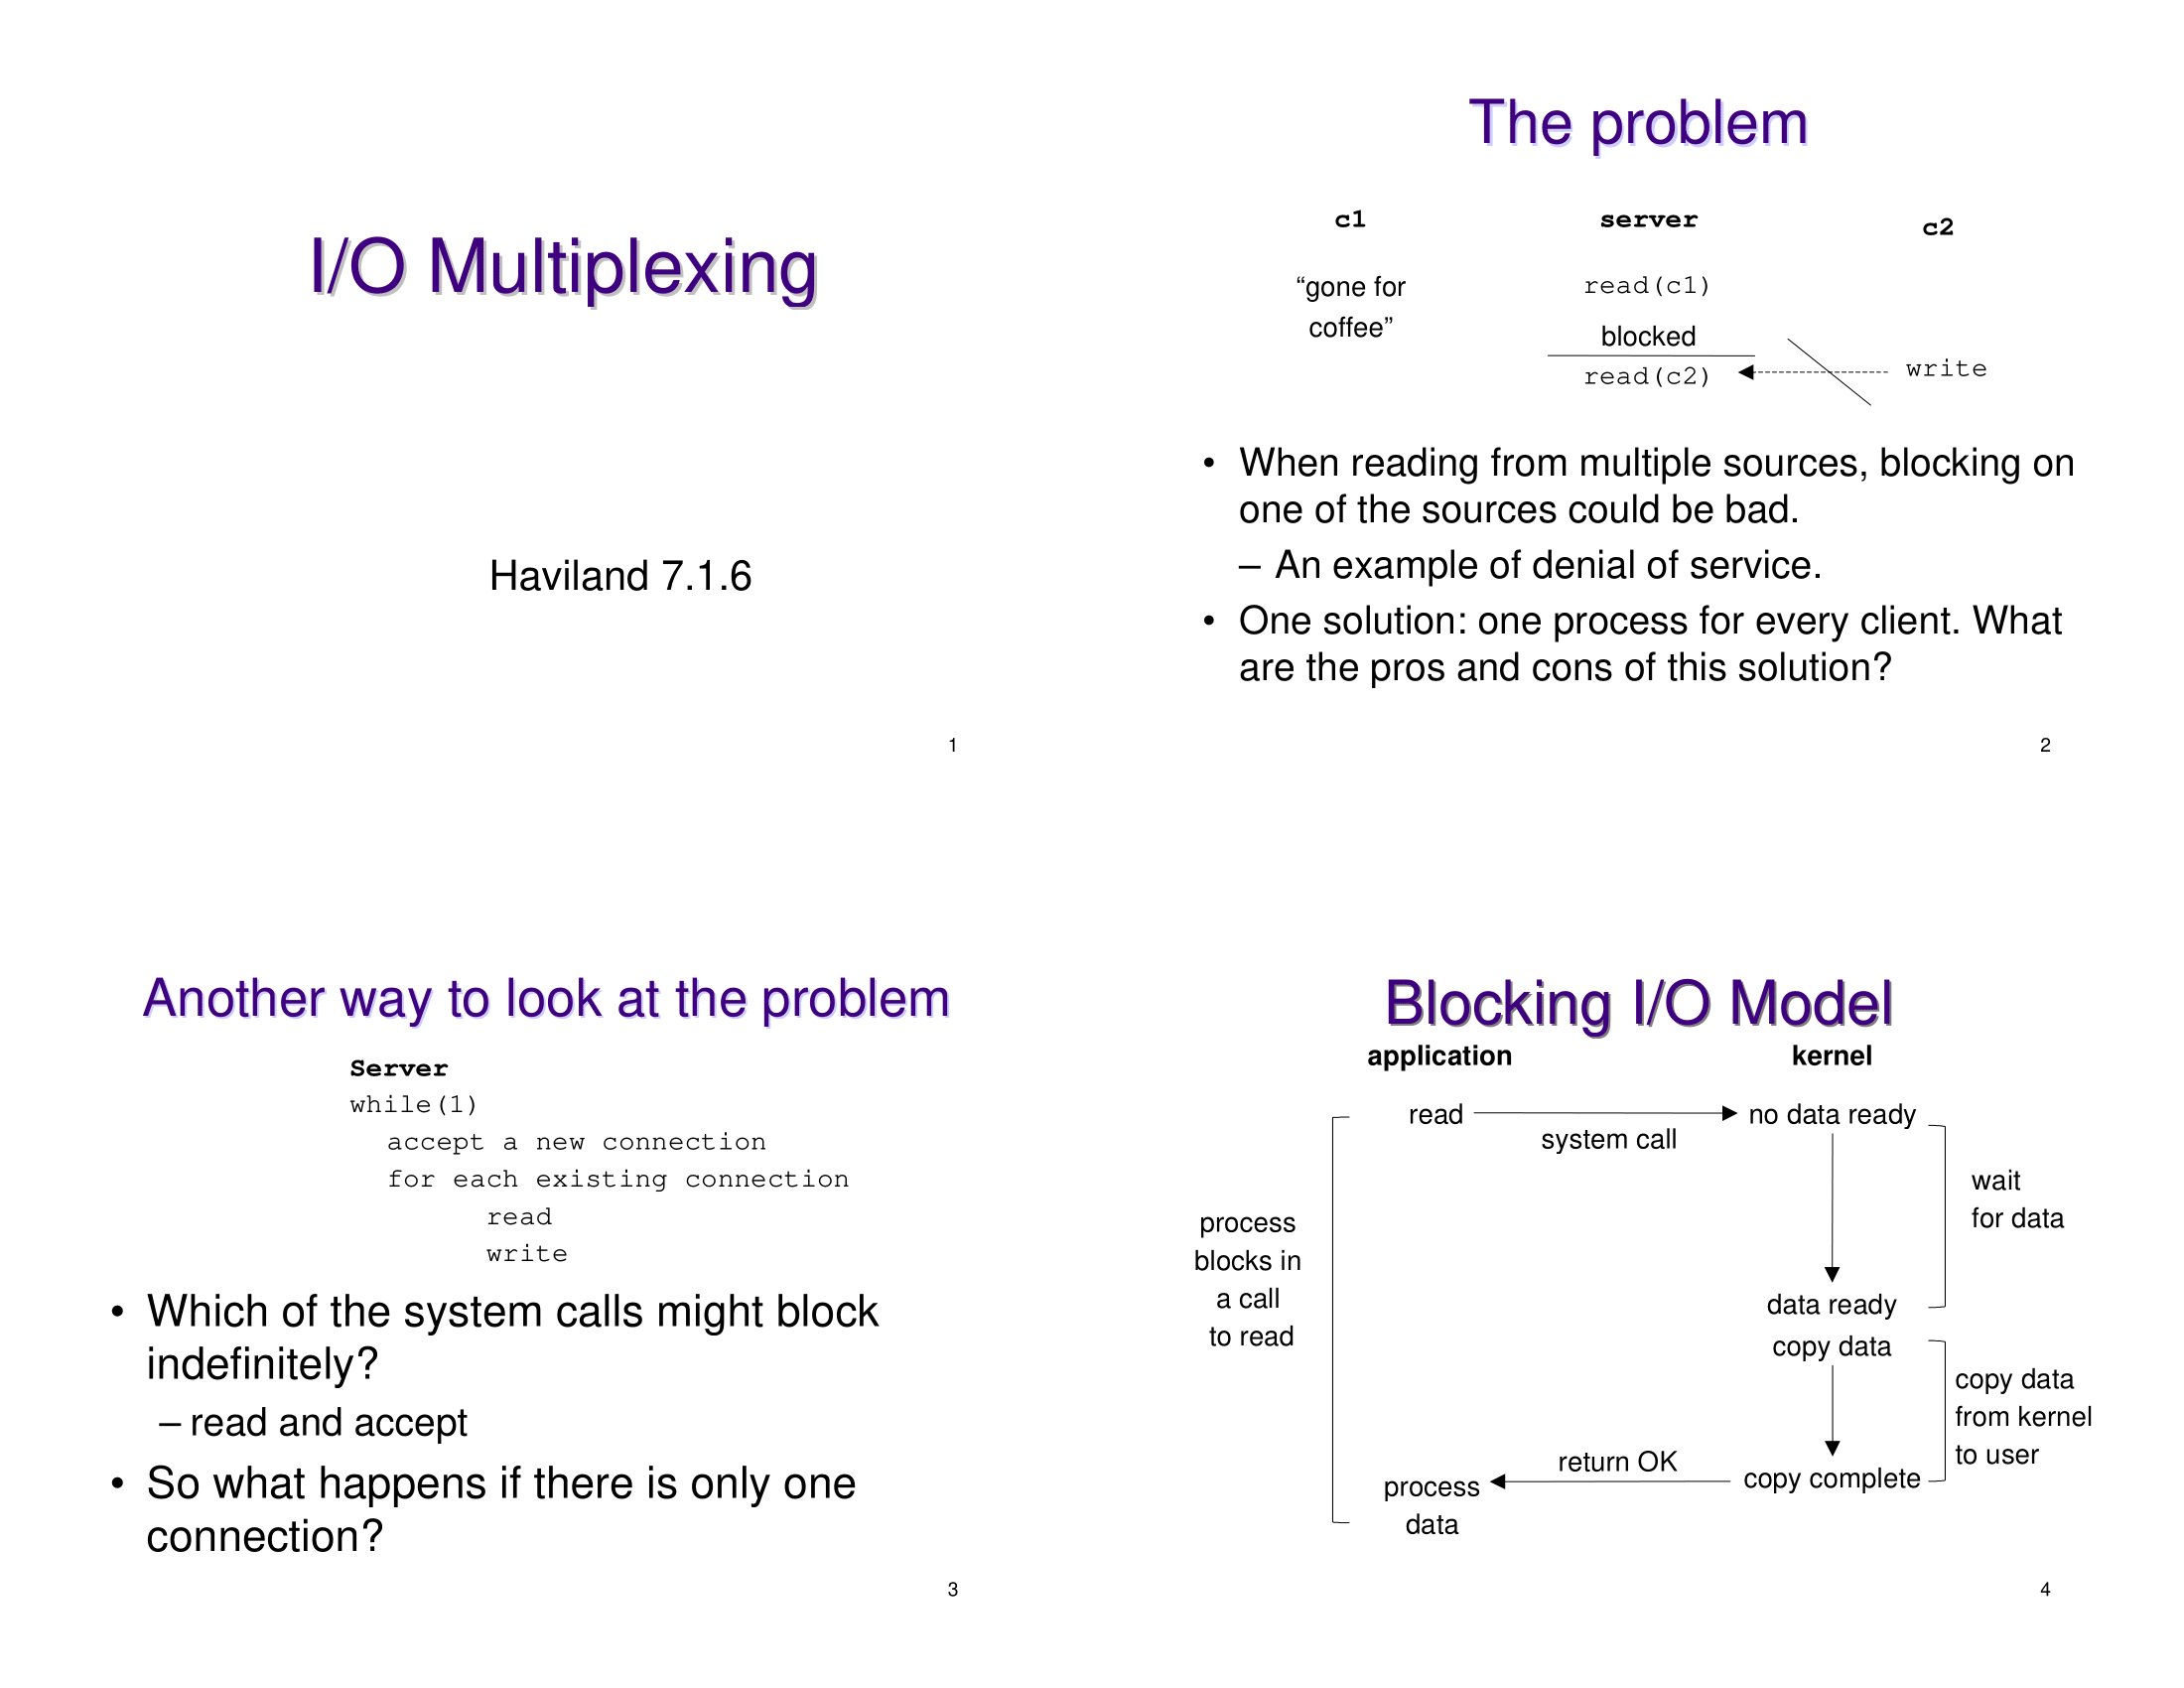 I/O Multiplexing
Haviland 7.1.6
1
The problem
c1
server
c2
“gone for
coffee”
read(c1)
blocked
read(c2)
write
• When reading from multiple sources, blocking on
one of the sources could be bad.
– An example of denial of service.
• One solution: one process for every client. What
are the pros and cons of this solution?
2
Another way to look at the problem
Server
while(1)
accept a new connection
for each existing connection
read
write
• Which of the system calls might block
indefinitely?
– read and accept
• So what happens if there is only one
connection?
3
Blocking I/O Model
application
kernel
read
system call
no data ready
process
blocks in
a call
to read
wait
for data
data ready
copy data
copy data
from kernel
to user
return OK
copy complete
process
data
4